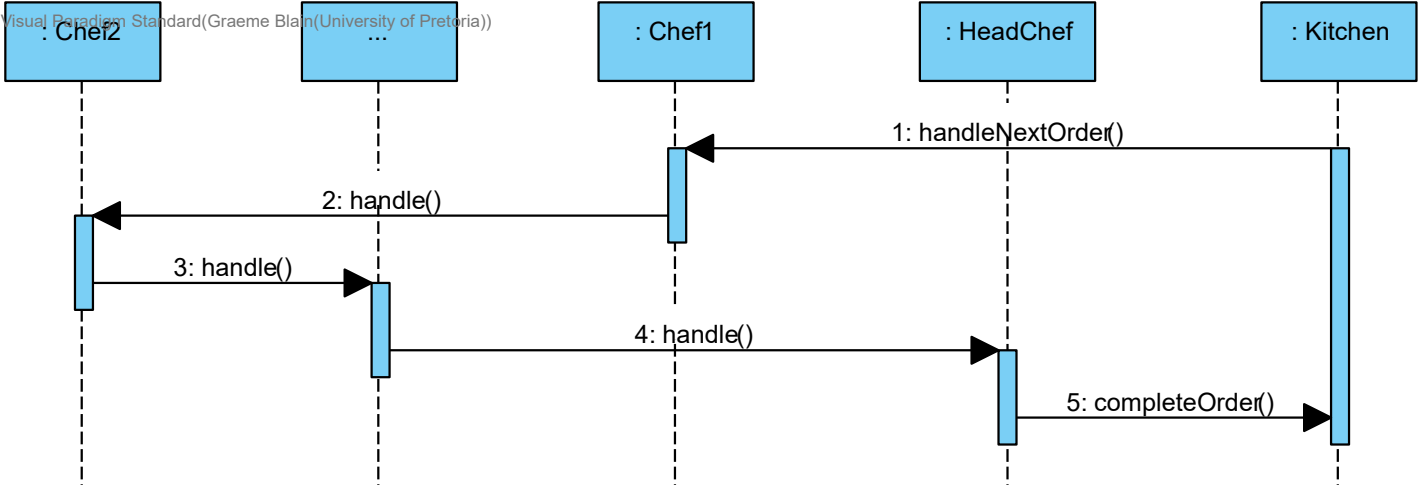 Visual Paradigm Standard(Graeme Blain(University of Pretoria))
: Chef2
...
: Chef1
: HeadChef
: Kitchen
1: handleNextOrder()
2: handle()
3: handle()
4: handle()
5: completeOrder()